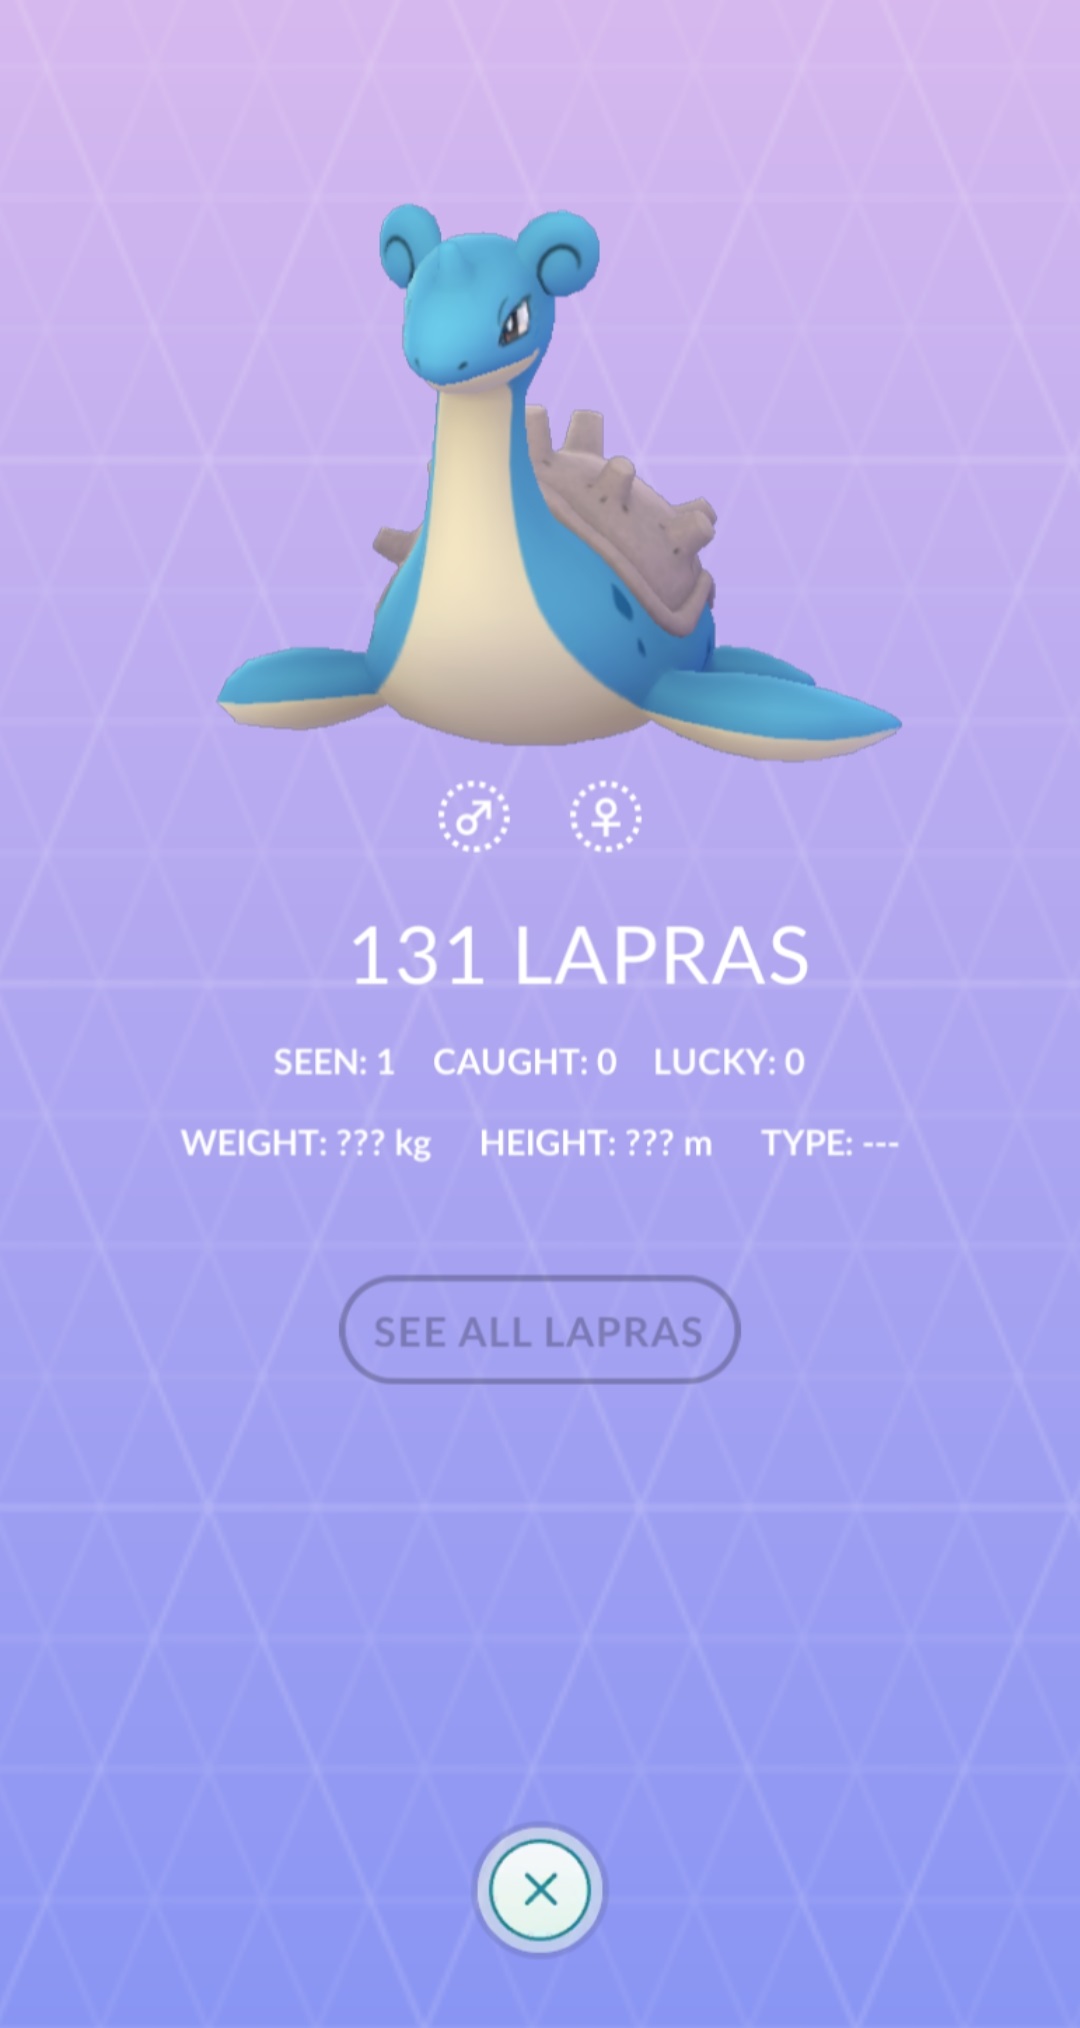 131 LAPRAS
SEEN: 1 CAUGHT: 0 LUCKY: 0
WEIGHT: ??? kg HEIGHT: ??? m TYPE: ---
SEE ALL LAPRAS